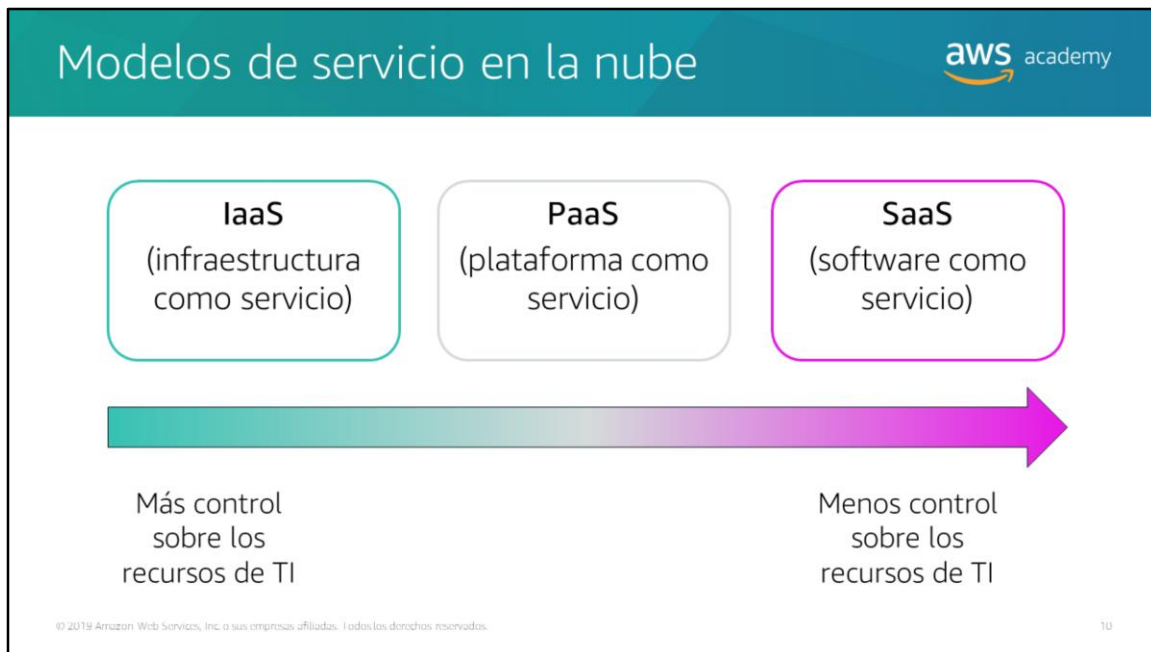 Modelos de servicio en la nube
aws academy
IaaS
(infraestructura
como servicio)
PaaS
(plataforma como
servicio)
SaaS
(software como
servicio)
Más control
sobre los
recursos de TI
Menos control
sobre los
recursos de TI
© 2019 Amazon Web Services, Inc. o sus empresas afiliadas. Todos los derechos reservados.
10